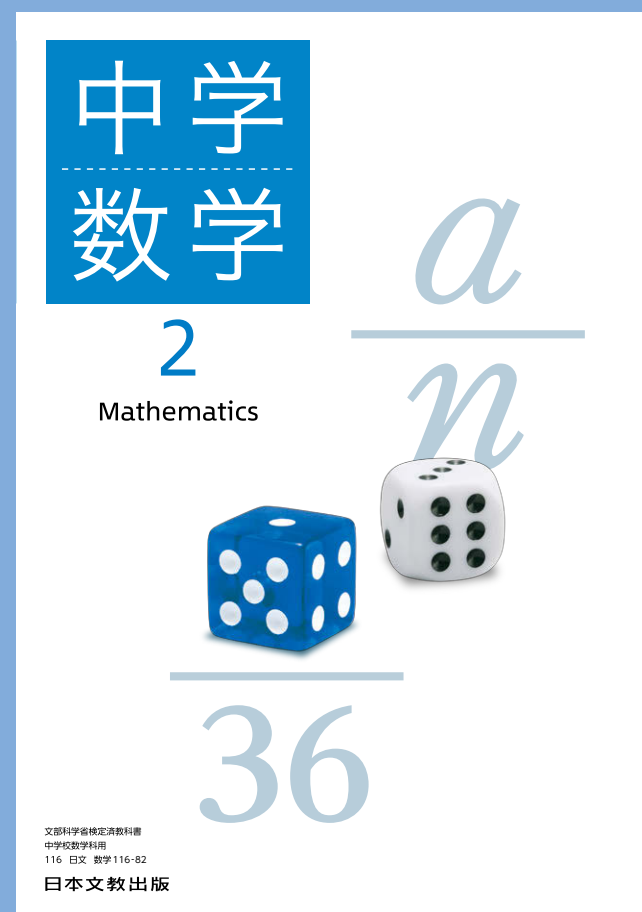 中学
数学
2
Mathematics
a
n
36
文部科学省検定済教科書
中学校数学科用
116 日文 数学116-82
日本文教出版